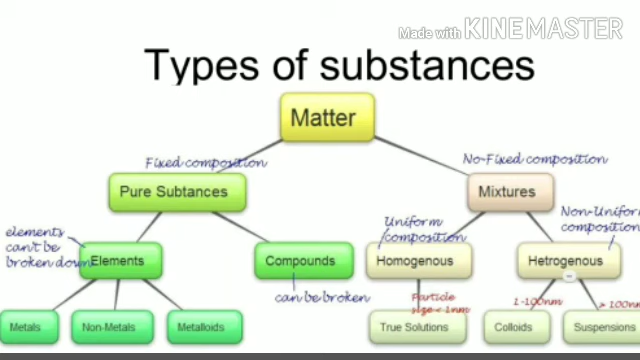 Made with KINEMASTER
Types of substances
Matter
Fixed composition
No-Fixed composition
Pure Subtances
Mixtures
elements
can't be
broken down
Elements
Compounds
can be broken
Uniform
composition
Homogenous
Non-Uniform
composition
Hetrogenous
Particle
size < 1nm
1-100nm
> 100nm
Metals
Non-Metals
Metalloids
True Solutions
Colloids
Suspensions